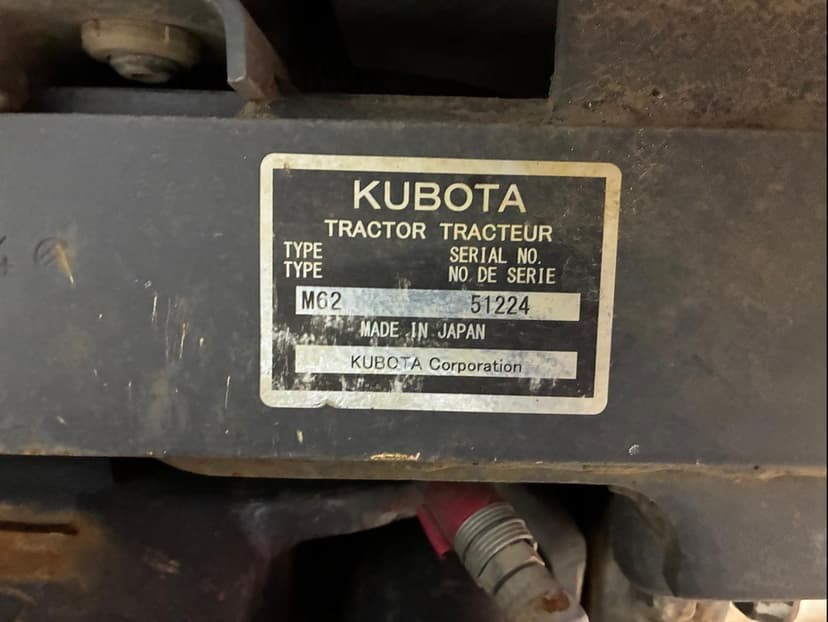 KUBOTA
TRACTOR TRACTEUR
TYPE SERIAL NO.
TYPE NO. DE SERIE
M62 51224
MADE IN JAPAN
KUBOTA Corporation